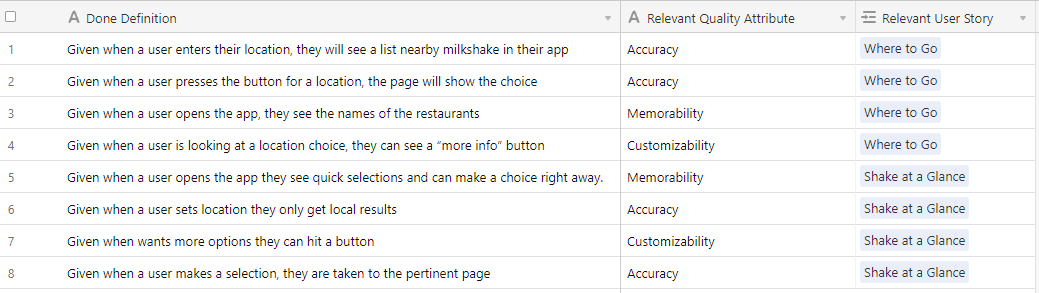 Done Definition Relevant Quality Attribute Relevant User Story
1 Given when a user enters their location, they will see a list nearby milkshake in their app Accuracy Where to Go
2 Given when a user presses the button for a location, the page will show the choice Accuracy Where to Go
3 Given when a user opens the app, they see the names of the restaurants Memorability Where to Go
4 Given when a user is looking at a location choice, they can see a “more info” button Customizability Where to Go
5 Given when a user opens the app they see quick selections and can make a choice right away. Memorability Shake at a Glance
6 Given when a user sets location they only get local results Accuracy Shake at a Glance
7 Given when wants more options they can hit a button Customizability Shake at a Glance
8 Given when a user makes a selection, they are taken to the pertinent page Accuracy Shake at a Glance